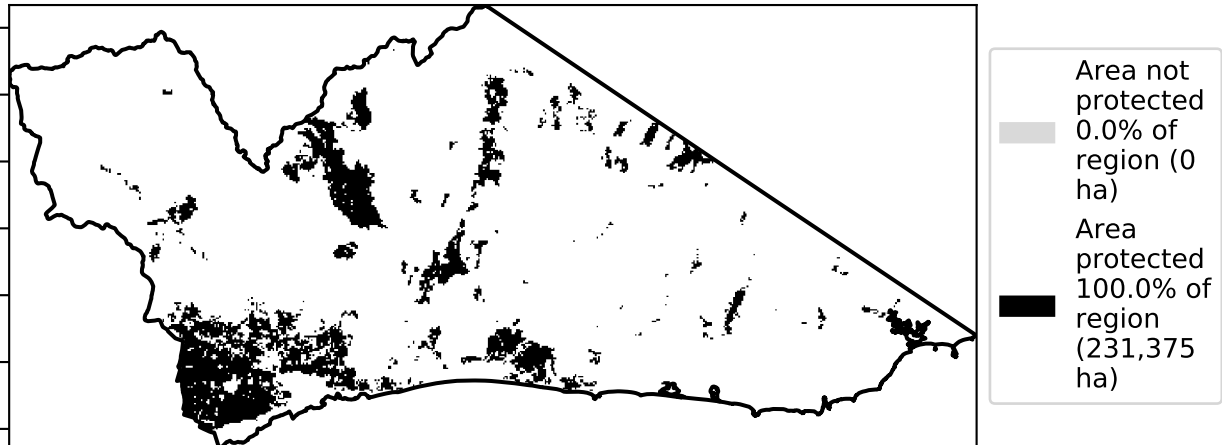 Area not
protected
0.0% of
region (0
ha)
Area
protected
100.0% of
region
(231,375
ha)